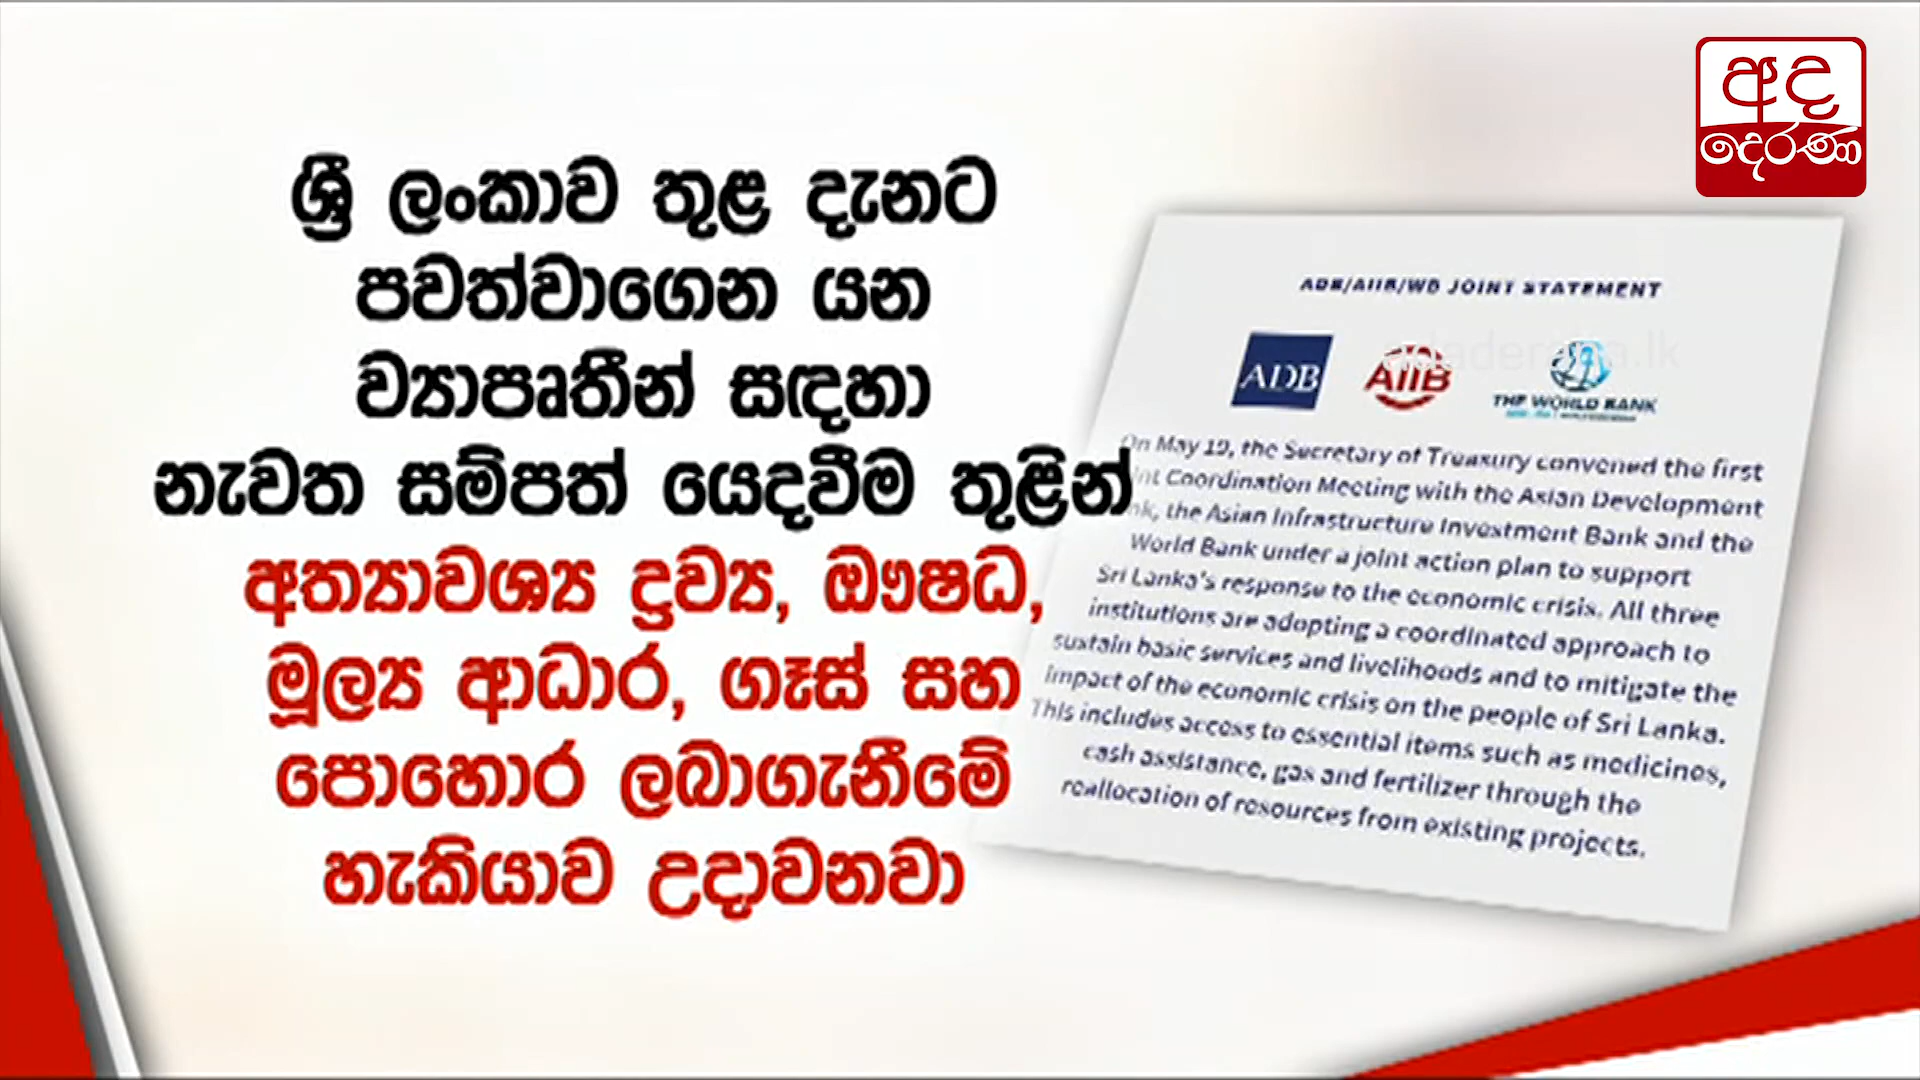 අද
දෙරණ
ශ්‍රී ලංකාව තුළ දැනට
පවත්වාගෙන යන
ව්‍යාපෘතීන් සඳහා
නැවත සම්පත් යෙදවීම තුළින්
අත්‍යාවශ්‍ය ද්‍රව්‍ය, ඖෂධ,
මූල්‍ය ආධාර, ගෑස් සහ
පොහොර ලබාගැනීමේ
හැකියාව උදාවනවා
ADB/AIIB/WB JOINT STATEMENT
adaderana.lk
ADB
AIIB
THE WORLD BANK
On May 19, the Secretary of Treasury convened the first
Coordination Meeting with the Asian Development
the Asian Infrastructure Investment Bank and the
World Bank under a joint action plan to support
Sri Lanka's response to the economic crisis. All three
institutions are adopting a coordinated approach to
sustain basic services and livelihoods and to mitigate the
impact of the economic crisis on the people of Sri Lanka.
This includes access to essential items such as medicines,
cash assistance, gas and fertilizer through the
reallocation of resources from existing projects.